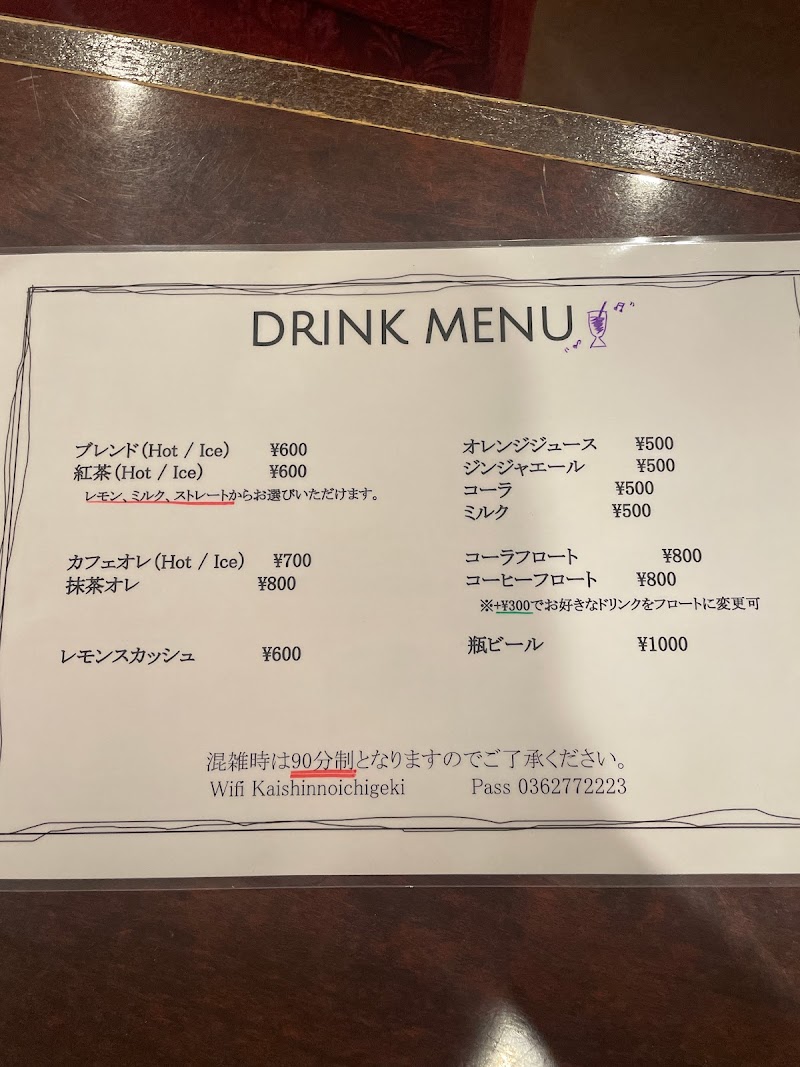 DRINK MENU
ブレンド(Hot / Ice) ¥600
紅茶(Hot / Ice) ¥600
レモン、ミルク、ストレートからお選びいただけます。
カフェオレ(Hot / Ice) ¥700
抹茶オレ ¥800
レモンスカッシュ ¥600
オレンジジュース ¥500
ジンジャエール ¥500
コーラ ¥500
ミルク ¥500
コーラフロート ¥800
コーヒーフロート ¥800
※+¥300でお好きなドリンクをフロートに変更可
瓶ビール ¥1000
混雑時は90分制となりますのでご了承ください。
Wifi Kaishinnoichigeki Pass 0362772223